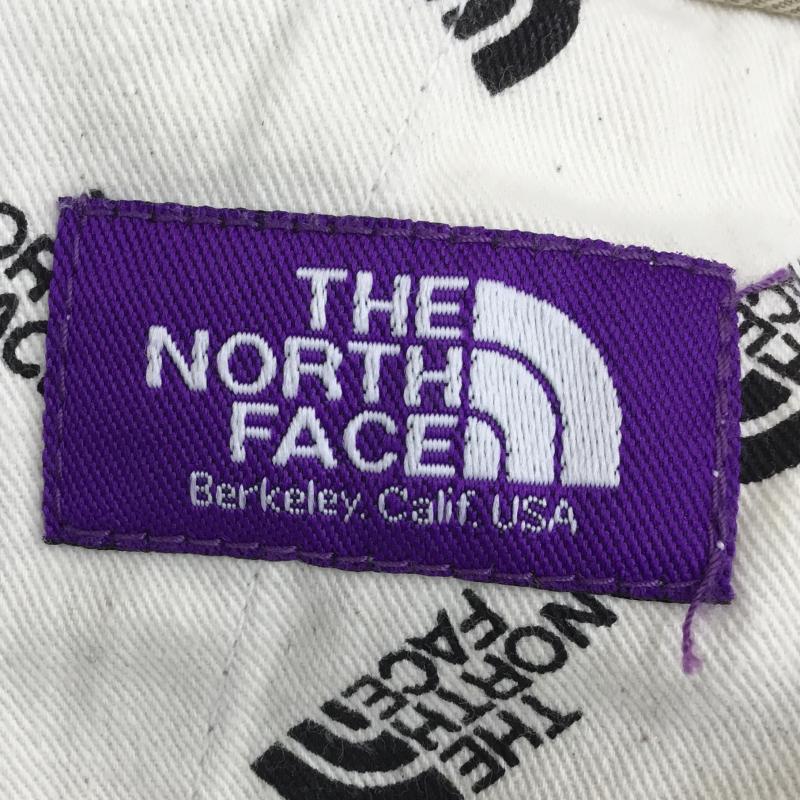 THE
NORTH
FACE
Berkeley. Calif. USA
THE
NORTH
FACE